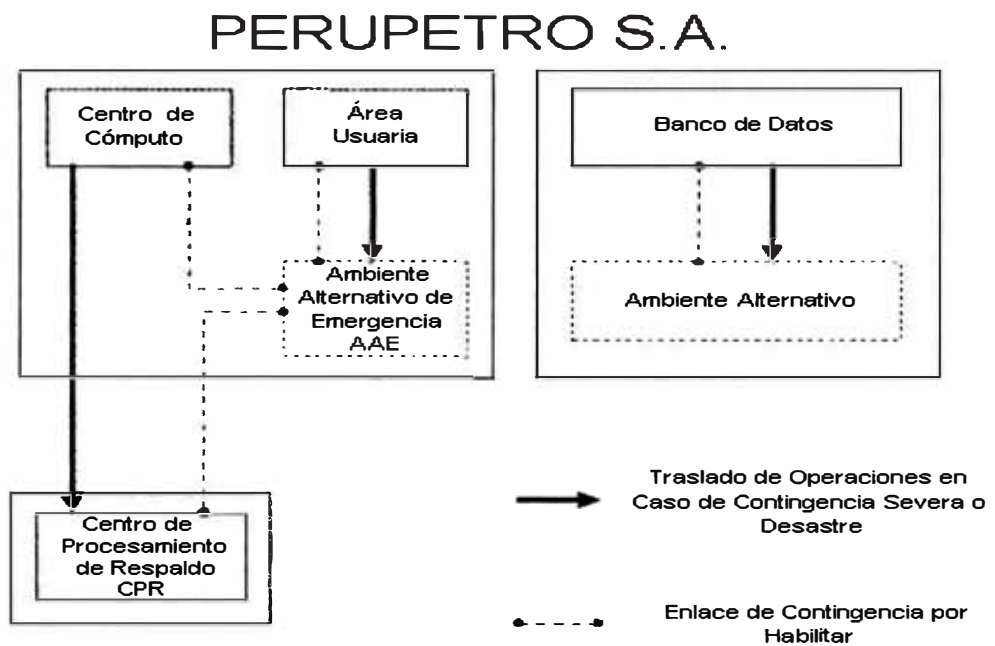 PERUPETRO S.A.
Centro de
Cómputo
Área
Usuaria
Banco de Datos
Ambiente
Alternativo de
Emergencia
AAE
Ambiente Alternativo
Centro de
Procesamiento
de Respaldo
CPR
Traslado de Operaciones en
Caso de Contingencia Severa o
Desastre
Enlace de Contingencia por
Habilitar